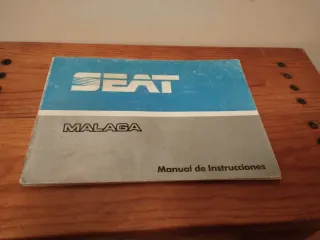 SEAT
MALAGA
Manual de Instrucciones